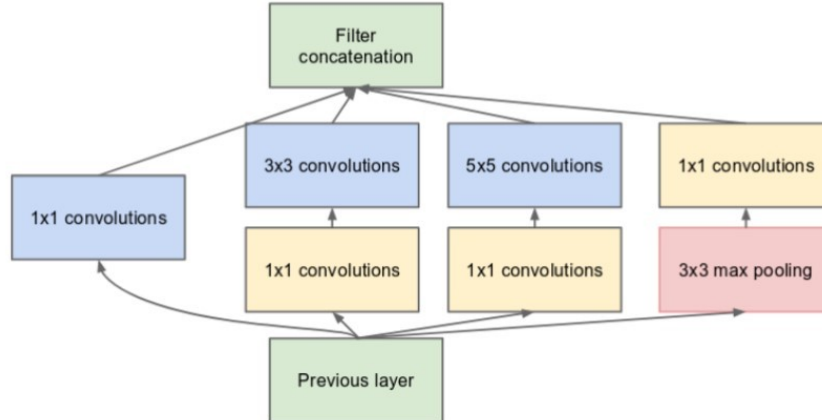 Filter
concatenation
3x3 convolutions
5x5 convolutions
1x1 convolutions
1x1 convolutions
1x1 convolutions
1x1 convolutions
3x3 max pooling
Previous layer